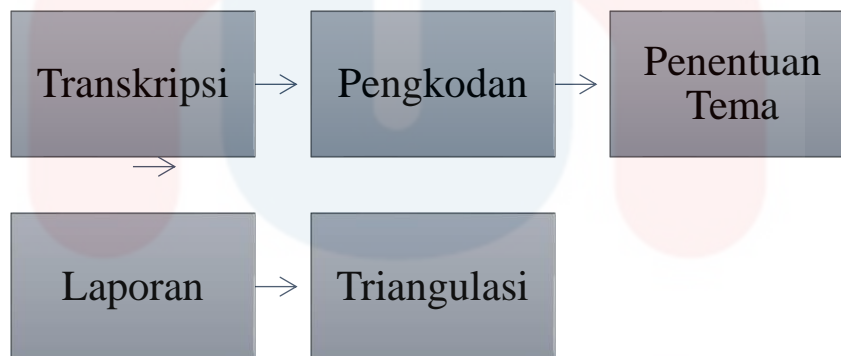 Transkripsi
Pengkodan
Penentuan
Tema
Laporan
Triangulasi